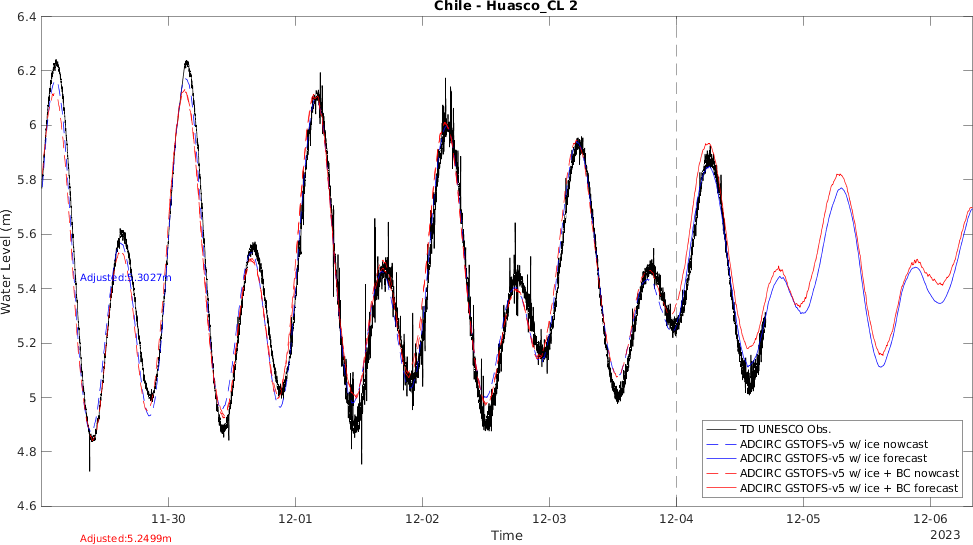 Chile - Huasco_CL 2
Water Level (m)
6.4
6.2
6
5.8
5.6
5.4
5.2
5
4.8
4.6
Adjusted:5.3027m
TD UNESCO Obs.
ADCIRC GSTOFS-v5 w/ ice nowcast
ADCIRC GSTOFS-v5 w/ ice forecast
ADCIRC GSTOFS-v5 w/ ice + BC nowcast
ADCIRC GSTOFS-v5 w/ ice + BC forecast
11-30
12-01
12-02
12-03
12-04
12-05
12-06
Time
2023
Adjusted:5.2499m